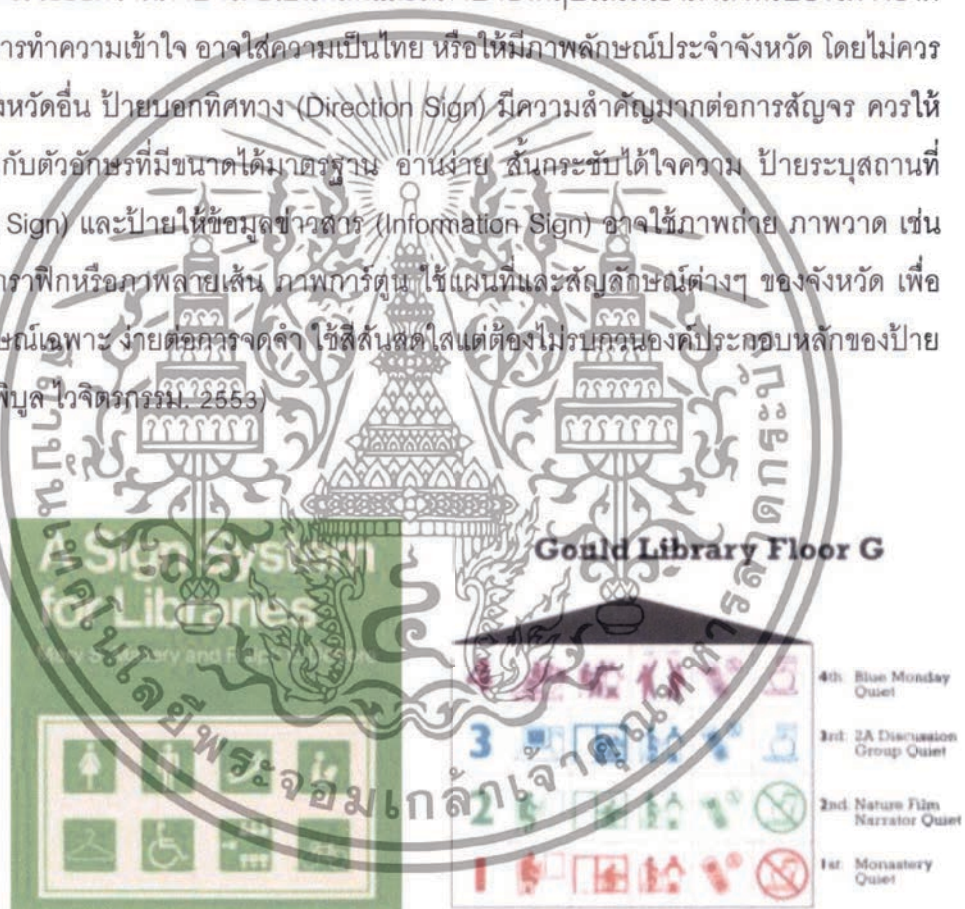 การทำความเข้าใจ อาจใส่ความเป็นไทย หรือให้มีภาพลักษณ์ประจำจังหวัด โดยไม่ควร
งหวัดอื่น ป้ายบอกทิศทาง (Direction Sign) มีความสำคัญมากต่อการสัญจร ควรให้
กับตัวอักษรที่มีขนาดได้มาตรฐาน อ่านง่าย สั้นกระชับได้ใจความ ป้ายระบุสถานที่
Sign) และป้ายให้ข้อมูลข่าวสาร (Information Sign) อาจใช้ภาพถ่าย ภาพวาด เช่น
ราฟิกหรือภาพลายเส้น ภาพการ์ตูน ใช้แผนที่และสัญลักษณ์ต่างๆ ของจังหวัด เพื่อ
ษณ์เฉพาะ ง่ายต่อการจดจำ ใช้สีสันสดใสแต่ต้องไม่รบกวนองค์ประกอบหลักของป้าย
พิบูล ไวจิตรกรรม. 2553)
สถาบันเทคโนโลยีพระจอมเกล้าเจ้าคุณทหารลาดกระบัง
A Sign System
for Libraries
Gould Library Floor G
4th: Blue Monday
Quiet
3
3rd: 2A Discussion
Group Quiet
2
2nd: Nature Film
Narrator Quiet
1
1st: Monastery
Quiet